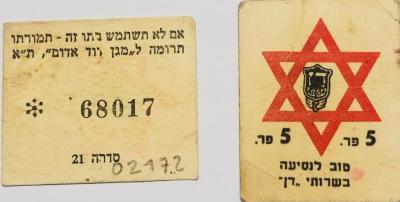 אם לא תשתמש בתו זה - תמורתו
תרומה ל„מגן דוד אדום", ת"א
* 68017
סדרה 21
02172
5 פר. 5 פר.
טוב לנסיעה
בשרותי „דן"